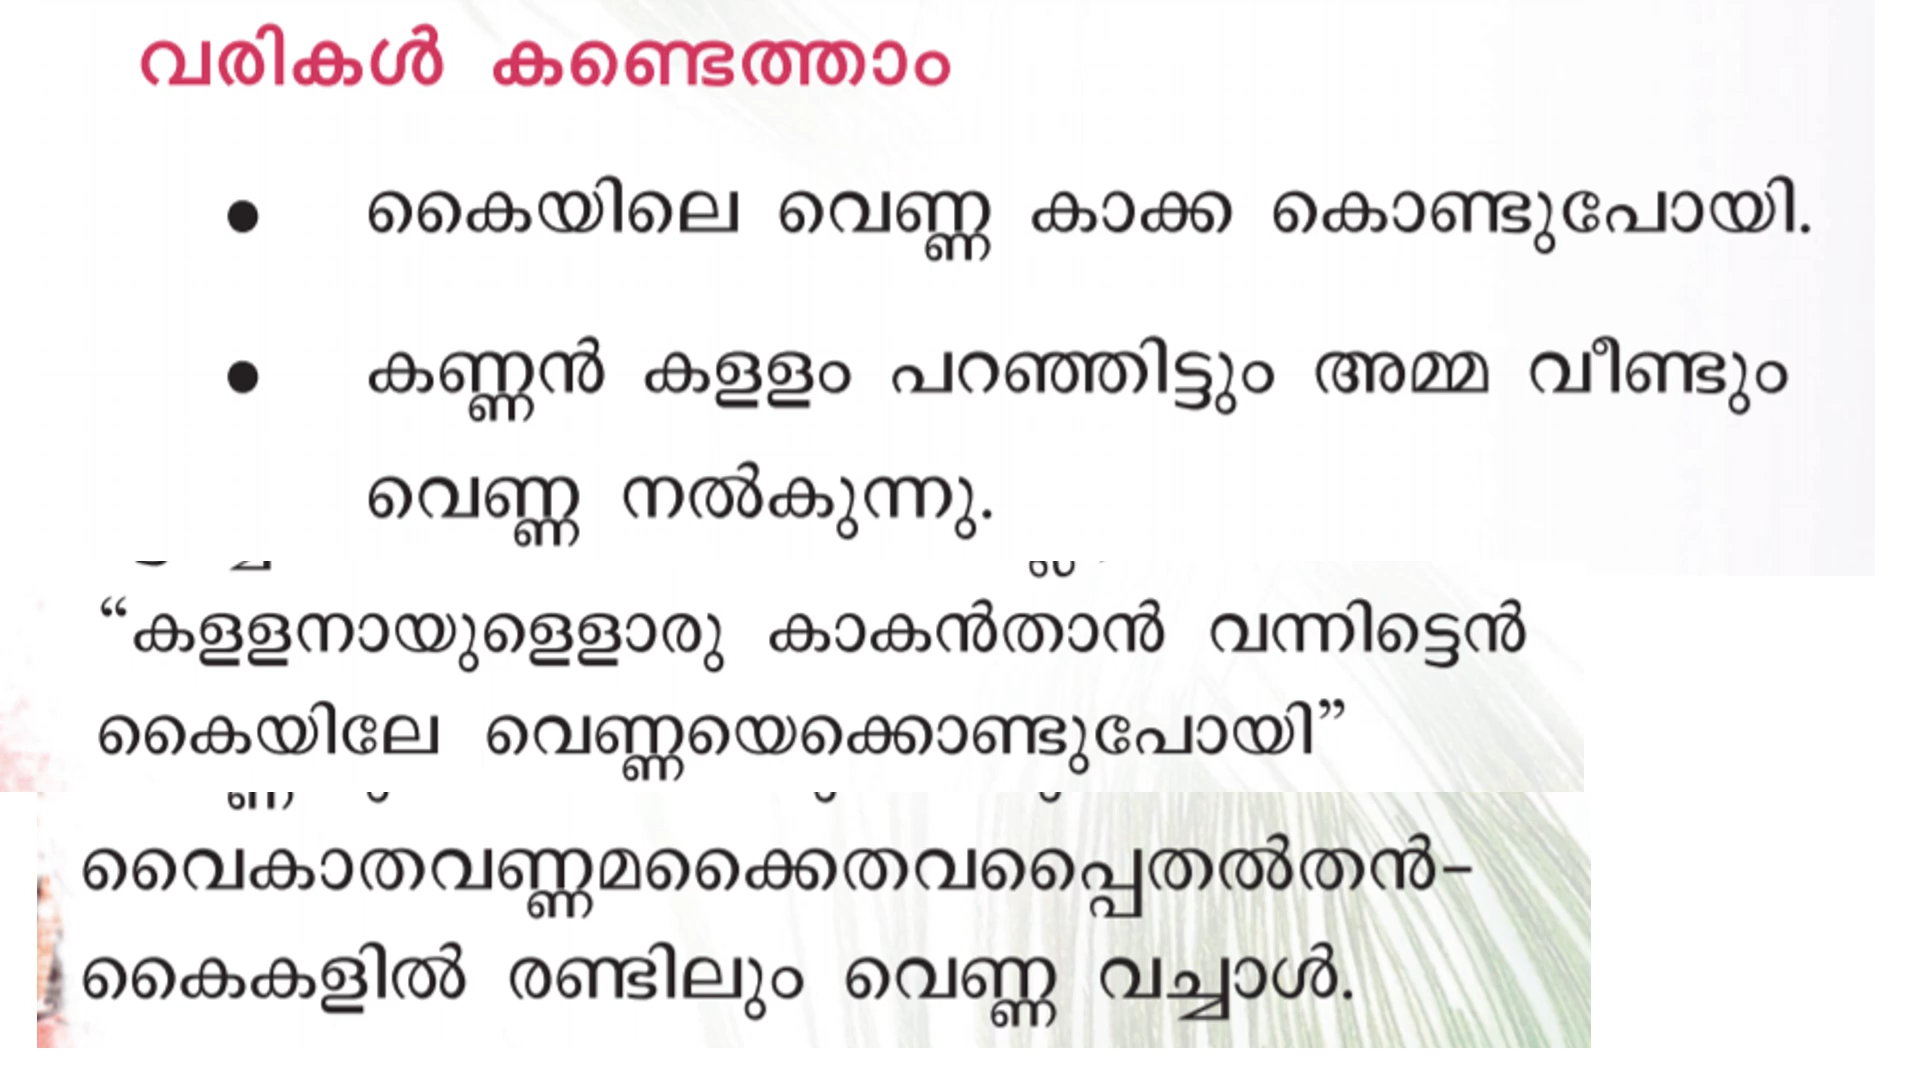 വരികൾ കണ്ടെത്താം
• കൈയിലെ വെണ്ണ കാക്ക കൊണ്ടുപോയി.
• കണ്ണൻ കള്ളം പറഞ്ഞിട്ടും അമ്മ വീണ്ടും
വെണ്ണ നൽകുന്നു.
“കള്ളനായുള്ളൊരു കാകൻതാൻ വന്നിട്ടെൻ
കൈയിലേ വെണ്ണയെക്കൊണ്ടുപോയി”
വൈകാതവണ്ണമക്കൈതവപ്പൈതൽതൻ-
കൈകളിൽ രണ്ടിലും വെണ്ണ വച്ചാൾ.